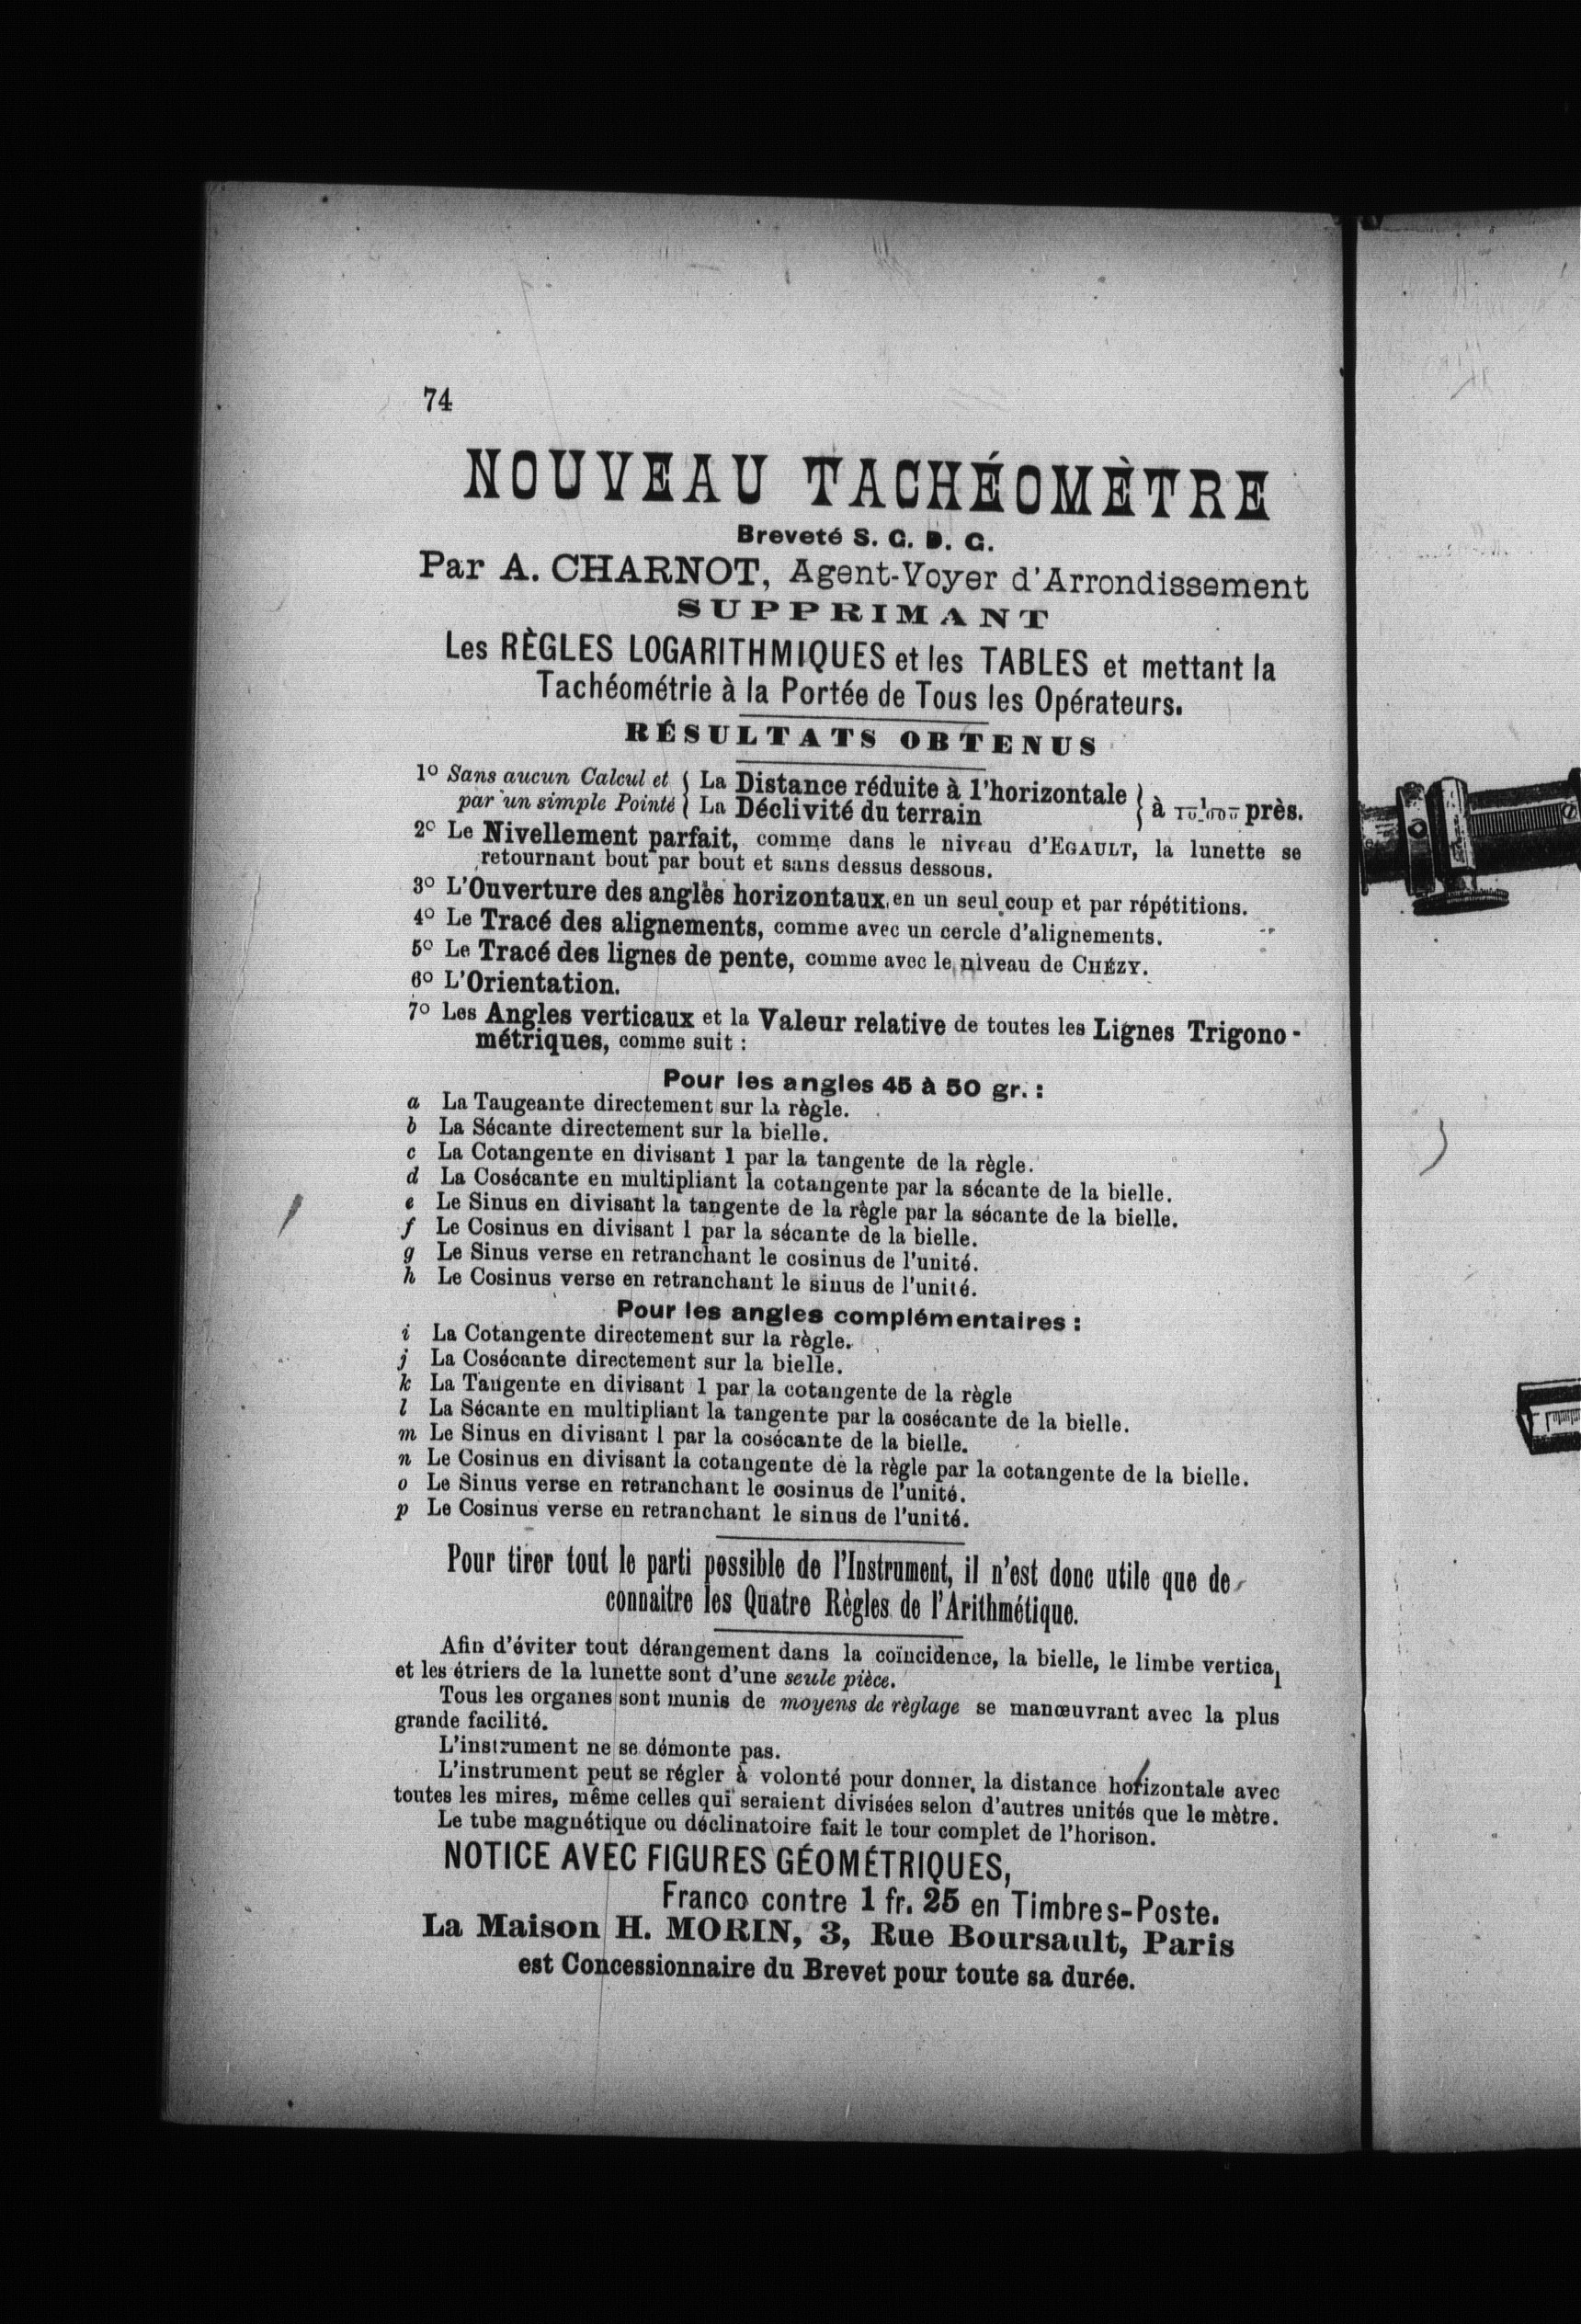 74
NOUVEAU TACHÉOMÈTRE
Breveté S. G. D. G.
Par A. CHARNOT, Agent-Voyer d'Arrondissement
SUPPRIMANT
Les RÈGLES LOGARITHMIQUES et les TABLES et mettant la
Tachéométrie à la Portée de Tous les Opérateurs.
RÉSULTATS OBTENUS
1º Sans aucun Calcul et { La Distance réduite à l'horizontale }
par un simple Pointé { La Déclivité du terrain } à près.
2º Le Nivellement parfait, comme dans le niveau d'EGAULT, la lunette se
retournant bout par bout et sans dessus dessous.
3º L'Ouverture des angles horizontaux en un seul coup et par répétitions.
4º Le Tracé des alignements, comme avec un cercle d'alignements.
5º Le Tracé des lignes de pente, comme avec le niveau de CHÉZY.
6º L'Orientation.
7º Les Angles verticaux et la Valeur relative de toutes les Lignes Trigono-
métriques, comme suit :
Pour les angles 45 à 50 gr. :
a La Taugeante directement sur la règle.
b La Sécante directement sur la bielle.
c La Cotangente en divisant 1 par la tangente de la règle.
d La Cosécante en multipliant la cotangente par la sécante de la bielle.
e Le Sinus en divisant la tangente de la règle par la sécante de la bielle.
f Le Cosinus en divisant 1 par la sécante de la bielle.
g Le Sinus verse en retranchant le cosinus de l'unité.
h Le Cosinus verse en retranchant le sinus de l'unité.
Pour les angles complémentaires :
i La Cotangente directement sur la règle.
j La Cosécante directement sur la bielle.
k La Tangente en divisant 1 par la cotangente de la règle
l La Sécante en multipliant la tangente par la cosécante de la bielle.
m Le Sinus en divisant 1 par la cosécante de la bielle.
n Le Cosinus en divisant la cotangente de la règle par la cotangente de la bielle.
o Le Sinus verse en retranchant le cosinus de l'unité.
p Le Cosinus verse en retranchant le sinus de l'unité.
Pour tirer tout le parti possible de l'Instrument, il n'est donc utile que de
connaitre les Quatre Règles de l'Arithmétique.
Afin d'éviter tout dérangement dans la coïncidence, la bielle, le limbe vertical
et les étriers de la lunette sont d'une seule pièce.
Tous les organes sont munis de moyens de règlage se manœuvrant avec la plus
grande facilité.
L'instrument ne se démonte pas.
L'instrument peut se régler à volonté pour donner, la distance horizontale avec
toutes les mires, même celles qui seraient divisées selon d'autres unités que le mètre.
Le tube magnétique ou déclinatoire fait le tour complet de l'horison.
NOTICE AVEC FIGURES GÉOMÉTRIQUES,
Franco contre 1 fr. 25 en Timbres-Poste.
La Maison H. MORIN, 3, Rue Boursault, Paris
est Concessionnaire du Brevet pour toute sa durée.